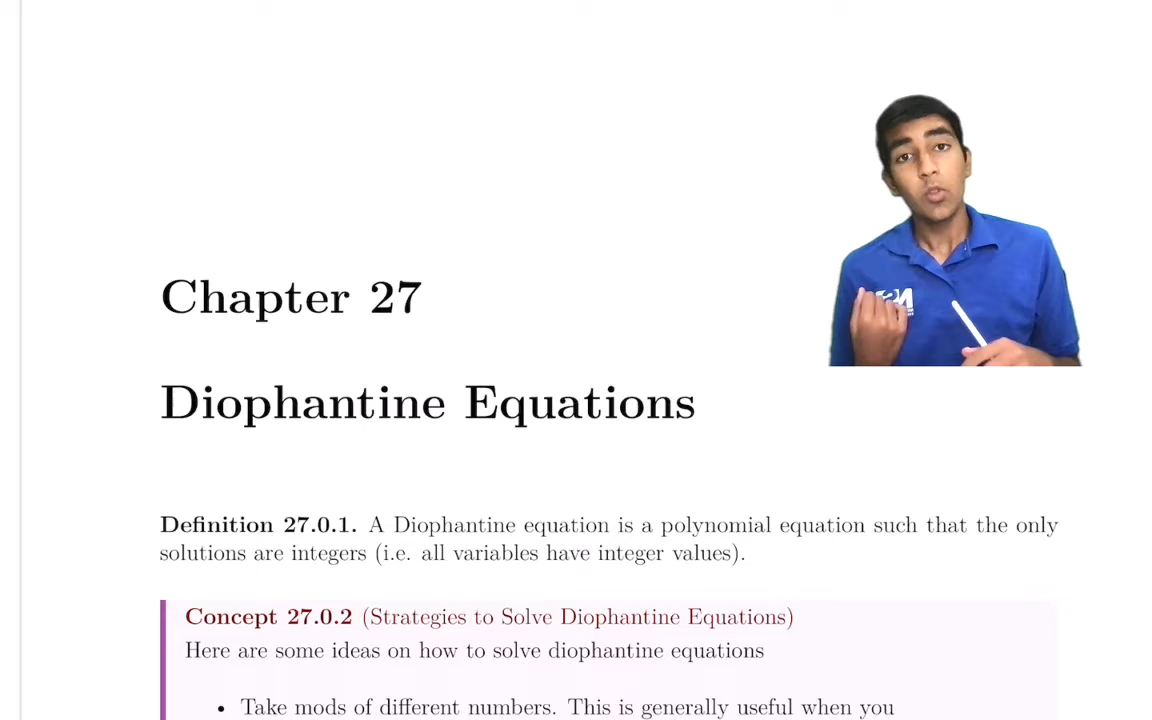 Chapter 27
Diophantine Equations
Definition 27.0.1. A Diophantine equation is a polynomial equation such that the only
solutions are integers (i.e. all variables have integer values).
Concept 27.0.2 (Strategies to Solve Diophantine Equations)
Here are some ideas on how to solve diophantine equations
• Take mods of different numbers. This is generally useful when you